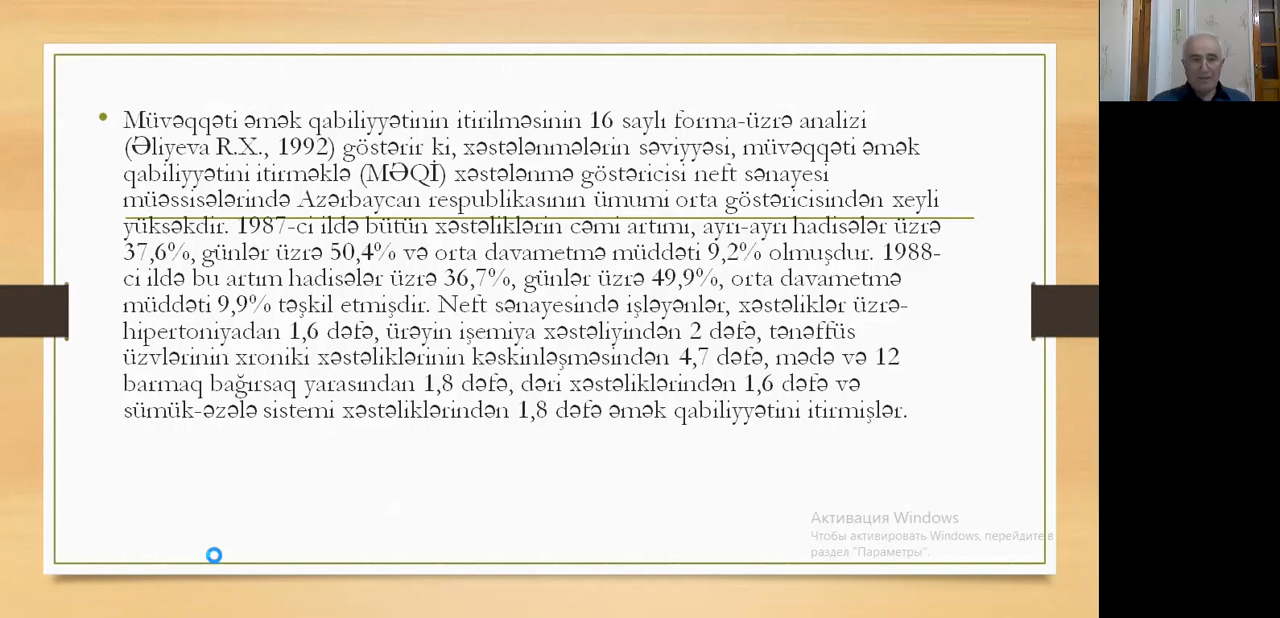 • Müvəqqəti əmək qabiliyyətinin itirilməsinin 16 saylı forma-üzrə analizi
(Əliyeva R.X., 1992) göstərir ki, xəstələnmələrin səviyyəsi, müvəqqəti əmək
qabiliyyətini itirməklə (MƏQİ) xəstələnmə göstəricisi neft sənayesi
müəssisələrində Azərbaycan respublikasının ümumi orta göstəricisindən xeyli
yüksəkdir. 1987-ci ildə bütün xəstəliklərin cəmi artımı, ayrı-ayrı hadisələr üzrə
37,6%, günlər üzrə 50,4% və orta davametmə müddəti 9,2% olmuşdur. 1988-
ci ildə bu artım hadisələr üzrə 36,7%, günlər üzrə 49,9%, orta davametmə
müddəti 9,9% təşkil etmişdir. Neft sənayesində işləyənlər, xəstəliklər üzrə-
hipertoniyadan 1,6 dəfə, ürəyin işemiya xəstəliyindən 2 dəfə, tənəffüs
üzvlərinin xroniki xəstəliklərinin kəskinləşməsindən 4,7 dəfə, mədə və 12
barmaq bağırsaq yarasından 1,8 dəfə, dəri xəstəliklərindən 1,6 dəfə və
sümük-əzələ sistemi xəstəliklərindən 1,8 dəfə əmək qabiliyyətini itirmişlər.
Активация Windows
Чтобы активировать Windows, перейдите в
раздел "Параметры".